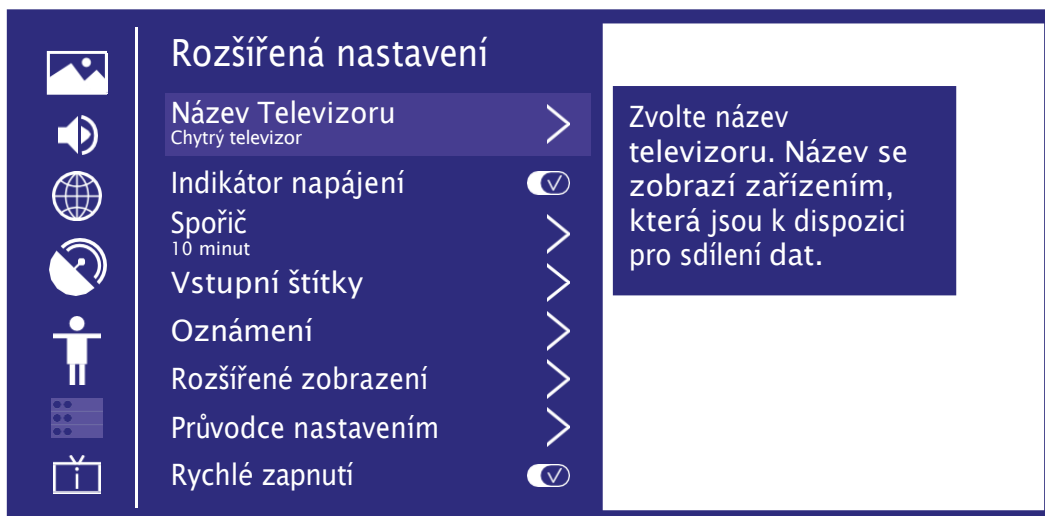 Rozšířená nastavení
Název Televizoru
Chytrý televizor
Indikátor napájení
Spořič
10 minut
Vstupní štítky
Oznámení
Rozšířené zobrazení
Průvodce nastavením
Rychlé zapnutí
Zvolte název
televizoru. Název se
zobrazí zařízením,
která jsou k dispozici
pro sdílení dat.
i